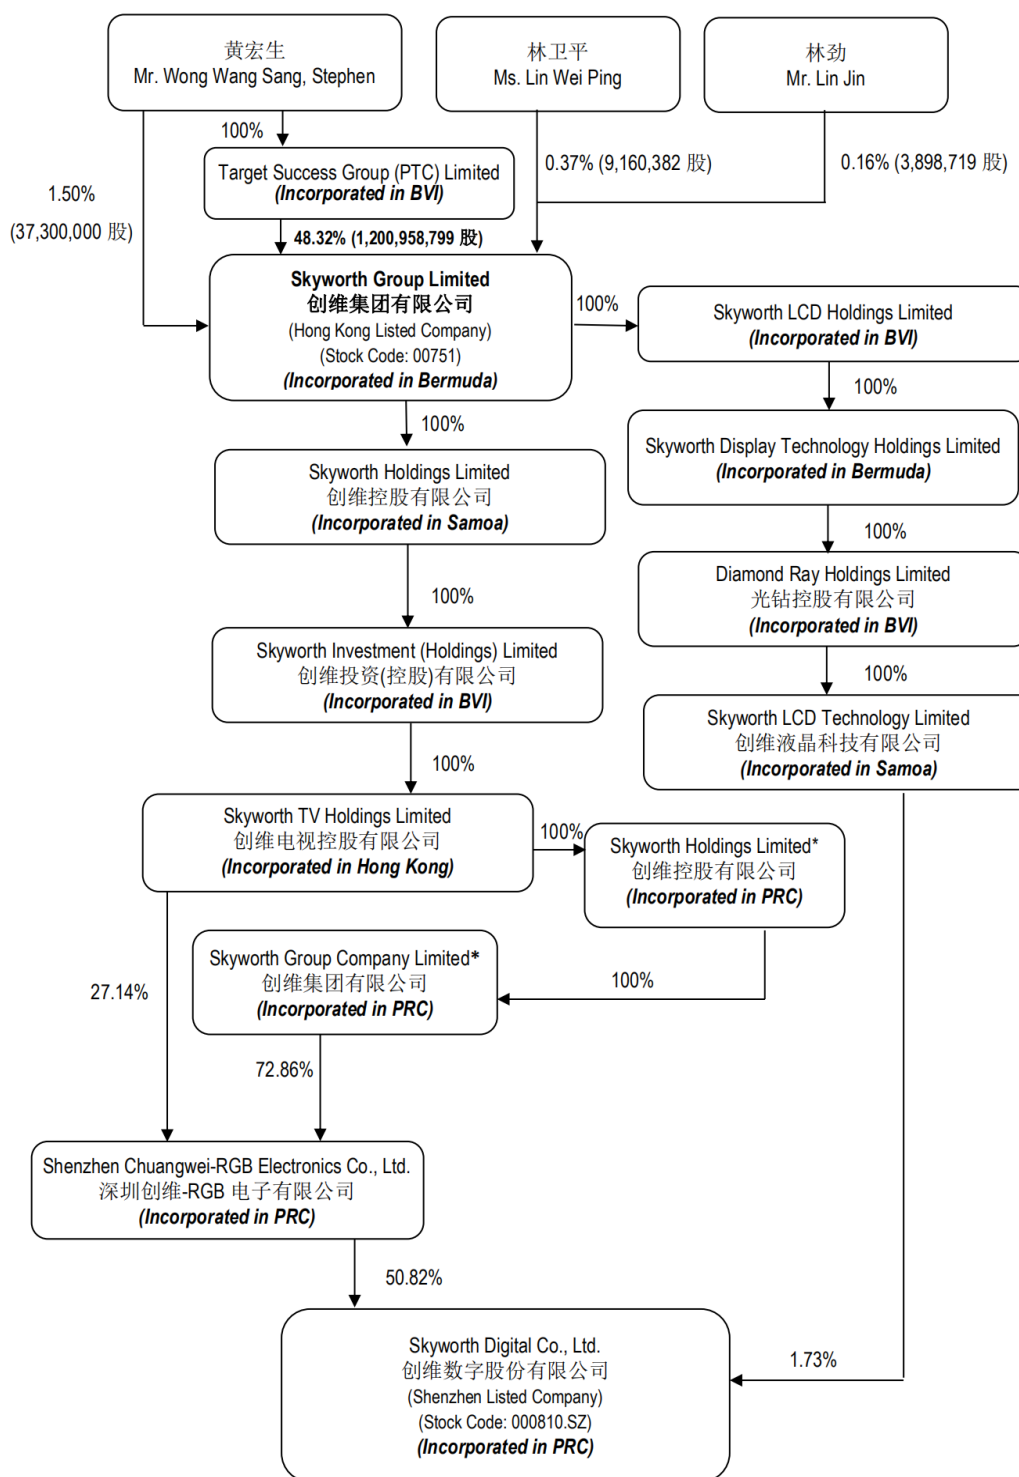 黄宏生
Mr. Wong Wang Sang, Stephen
林卫平
Ms. Lin Wei Ping
林劲
Mr. Lin Jin
100%
1.50%
(37,300,000 股)
Target Success Group (PTC) Limited
(Incorporated in BVI)
0.37% (9,160,382 股)
0.16% (3,898,719 股)
48.32% (1,200,958,799 股)
Skyworth Group Limited
创维集团有限公司
(Hong Kong Listed Company)
(Stock Code: 00751)
(Incorporated in Bermuda)
100%
Skyworth LCD Holdings Limited
(Incorporated in BVI)
100%
100%
Skyworth Display Technology Holdings Limited
(Incorporated in Bermuda)
Skyworth Holdings Limited
创维控股有限公司
(Incorporated in Samoa)
100%
100%
Diamond Ray Holdings Limited
光钻控股有限公司
(Incorporated in BVI)
Skyworth Investment (Holdings) Limited
创维投资(控股)有限公司
(Incorporated in BVI)
100%
100%
Skyworth LCD Technology Limited
创维液晶科技有限公司
(Incorporated in Samoa)
Skyworth TV Holdings Limited
创维电视控股有限公司
(Incorporated in Hong Kong)
100%
Skyworth Holdings Limited*
创维控股有限公司
(Incorporated in PRC)
Skyworth Group Company Limited*
创维集团有限公司
(Incorporated in PRC)
100%
27.14%
72.86%
Shenzhen Chuangwei-RGB Electronics Co., Ltd.
深圳创维-RGB 电子有限公司
(Incorporated in PRC)
50.82%
Skyworth Digital Co., Ltd.
创维数字股份有限公司
(Shenzhen Listed Company)
(Stock Code: 000810.SZ)
(Incorporated in PRC)
1.73%